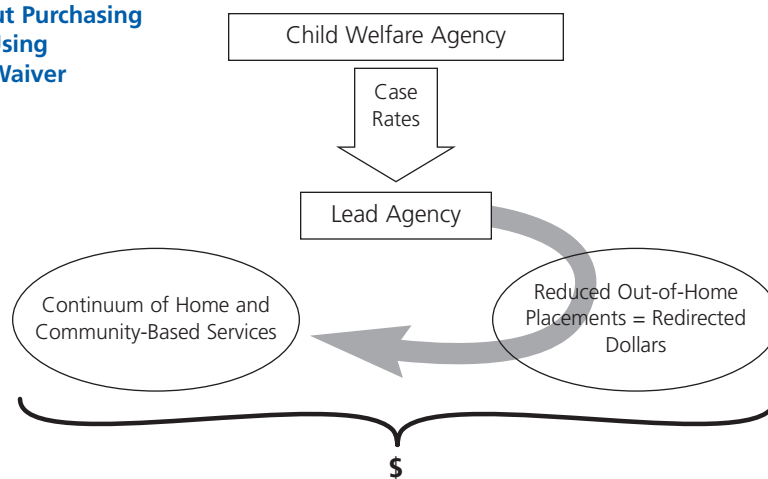 ut Purchasing
Using
Waiver
Child Welfare Agency
Case
Rates
Lead Agency
Continuum of Home and
Community-Based Services
Reduced Out-of-Home
Placements = Redirected
Dollars
$